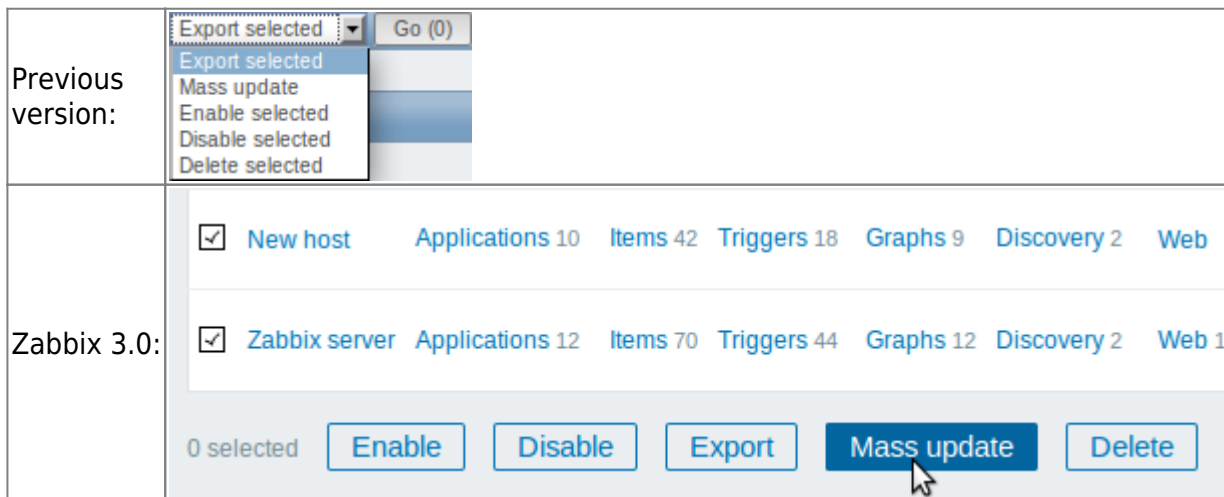 Previous version:
Export selected Go (0)
Export selected
Mass update
Enable selected
Disable selected
Delete selected
Zabbix 3.0:
New host Applications 10 Items 42 Triggers 18 Graphs 9 Discovery 2 Web
Zabbix server Applications 12 Items 70 Triggers 44 Graphs 12 Discovery 2 Web 1
0 selected Enable Disable Export Mass update Delete